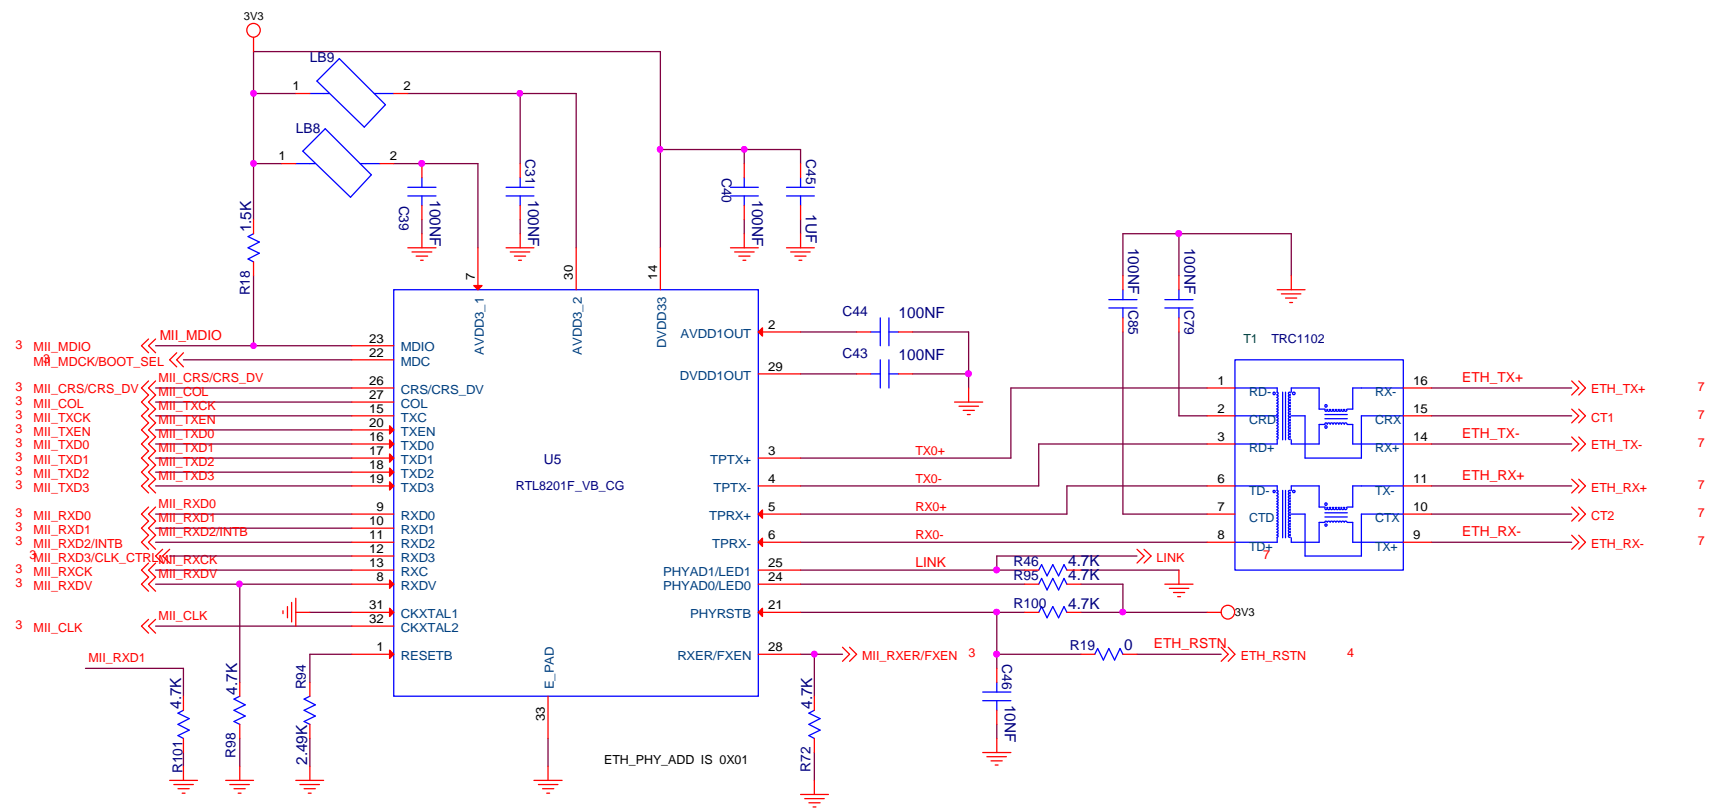 3V3
LB9
1
2
LB8
1
2
C31
100NF
C39
100NF
C40
100NF
C45
1UF
1.5K
R18
7
30
14
AVDD3_1
AVDD3_2
DVDD33
3 MII_MDIO MII_MDIO 23 MDIO
3 MII_MDCK/BOOT_SEL 22 MDC
3 MII_CRS/CRS_DV MII_CRS/CRS_DV 26 CRS/CRS_DV
3 MII_COL MII_COL 27 COL
3 MII_TXCK MII_TXCK 15 TXC
3 MII_TXEN MII_TXEN 20 TXEN
3 MII_TXD0 MII_TXD0 16 TXD0
3 MII_TXD1 MII_TXD1 17 TXD1
3 MII_TXD2 MII_TXD2 18 TXD2
3 MII_TXD3 MII_TXD3 19 TXD3
3 MII_RXD0 MII_RXD0 9 RXD0
3 MII_RXD1 MII_RXD1 10 RXD1
3 MII_RXD2/INTB MII_RXD2/INTB 11 RXD2
3 MII_RXD3/CLK_CTRL 12 RXD3
3 MII_RXCK MII_RXCK 13 RXC
3 MII_RXDV MII_RXDV 8 RXDV
31 CKXTAL1
3 MII_CLK MII_CLK 32 CKXTAL2
1 RESETB
MII_RXD1
4.7K
R101
4.7K
R98
R94
2.49K
U5
RTL8201F_VB_CG
E_PAD
33
AVDD1OUT 2 C44 100NF
DVDD1OUT 29 C43 100NF
TPTX+ 3 TX0+
TPTX- 4 TX0-
TPRX+ 5 RX0+
TPRX- 6 RX0-
PHYAD1/LED1 25 LINK R46 4.7K LINK 7
PHYAD0/LED0 24 R95 4.7K
PHYRSTB 21 R100 4.7K 3V3
RXER/FXEN 28 MII_RXER/FXEN 3
R19 0 ETH_RSTN ETH_RSTN 4
C46
10NF
4.7K
R72
ETH_PHY_ADD IS 0X01
100NF
C85
100NF
C79
T1 TRC1102
1 RD- RX- 16 ETH_TX+ ETH_TX+ 7
2 CRD CRX 15 CT1 7
3 RD+ RX+ 14 ETH_TX- ETH_TX- 7
6 TD- TX- 11 ETH_RX+ ETH_RX+ 7
7 CTD CTX 10 CT2 7
8 TD+ TX+ 9 ETH_RX- ETH_RX- 7